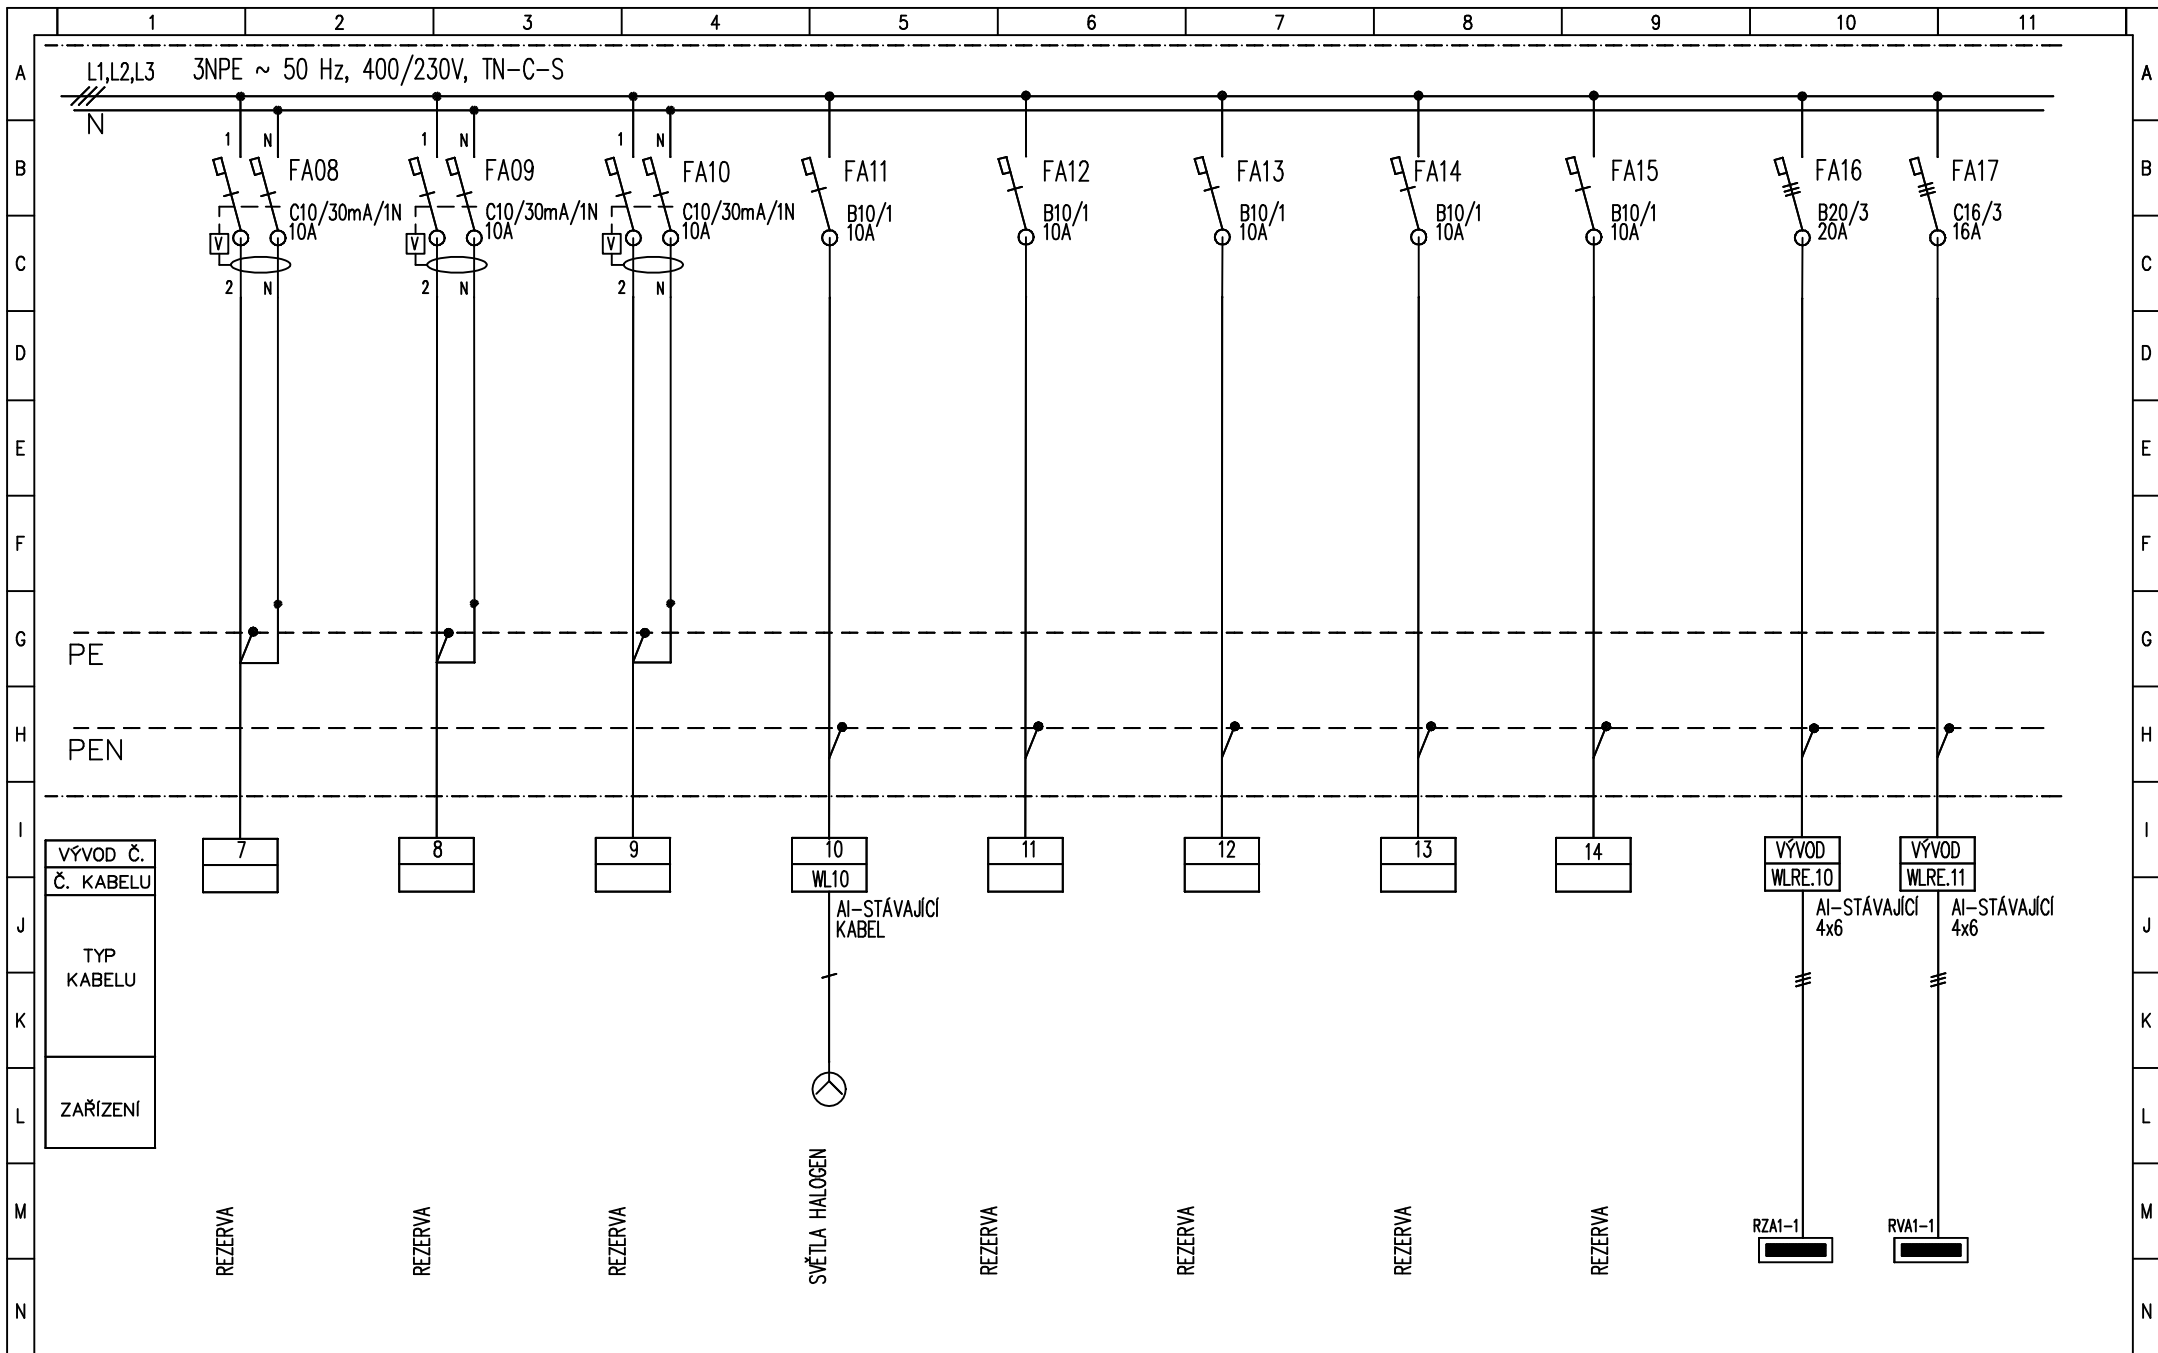 1 2 3 4 5 6 7 8 9 10 11
A L1,L2,L3 3NPE ~ 50 Hz, 400/230V, TN-C-S A
N
1 N 1 N 1 N
B FA08 FA09 FA10 FA11 FA12 FA13 FA14 FA15 FA16 FA17 B
C10/30mA/1N C10/30mA/1N C10/30mA/1N B10/1 B10/1 B10/1 B10/1 B10/1 B20/3 C16/3
10A 10A 10A 10A 10A 10A 10A 10A 20A 16A
V V V
C C
2 N 2 N 2 N
D D
E E
F F
G G
PE
H H
PEN
I I
VÝVOD Č. 7 8 9 10 11 12 13 14 VÝVOD VÝVOD
Č. KABELU WL10 WLRE.10 WLRE.11
AI-STÁVAJÍCÍ AI-STÁVAJÍCÍ AI-STÁVAJÍCÍ
J KABEL 4x6 4x6 J
TYP
KABELU
K K
ZAŘÍZENÍ
L L
M M
REZERVA
REZERVA
REZERVA
SVĚTLA HALOGEN
REZERVA
REZERVA
REZERVA
REZERVA
RZA1-1 RVA1-1
N N